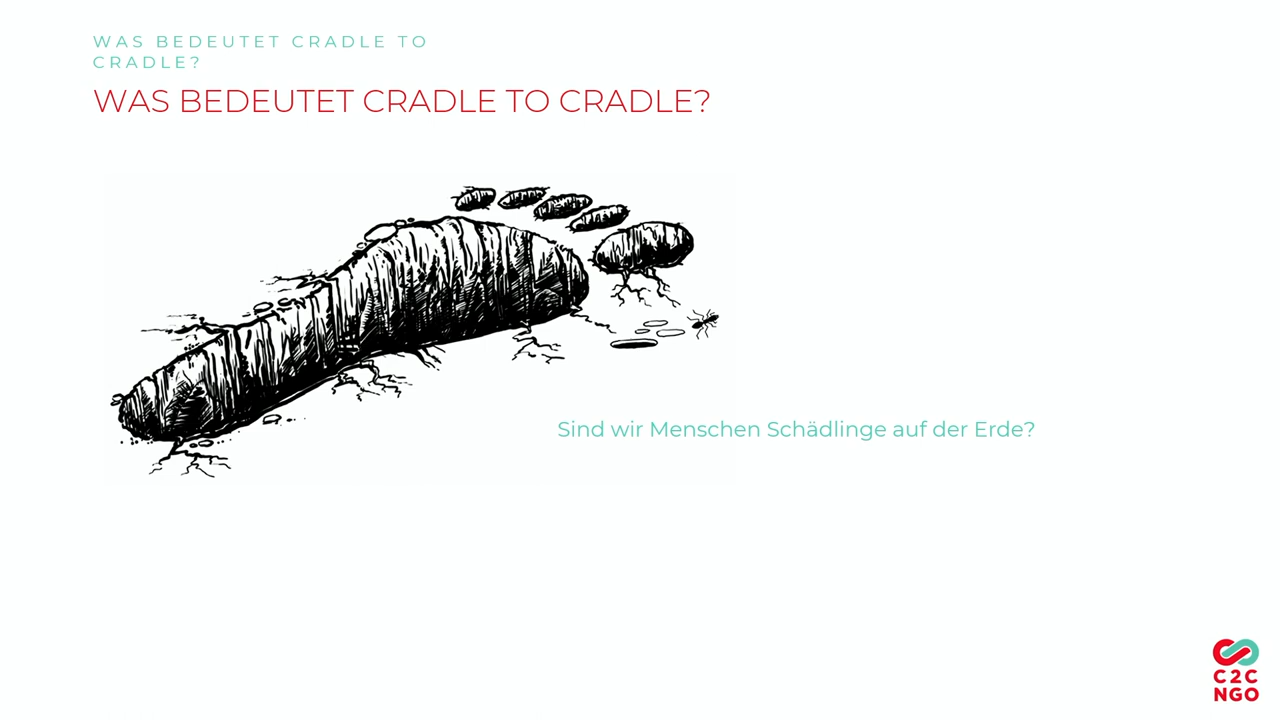 WAS BEDEUTET CRADLE TO
CRADLE?
WAS BEDEUTET CRADLE TO CRADLE?
Sind wir Menschen Schädlinge auf der Erde?
C2C
NGO